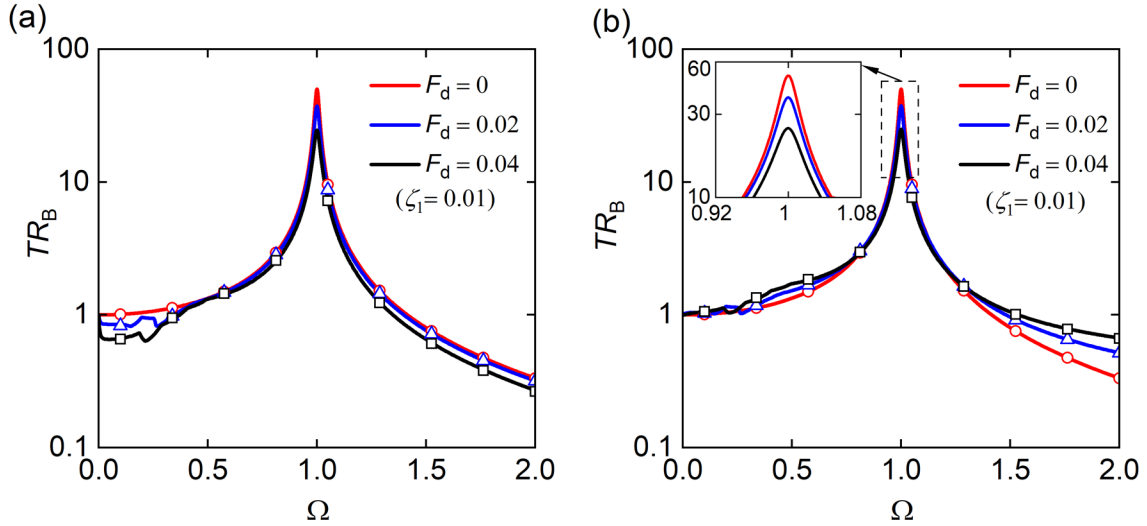 (a)
100
10
1
0.1
TR_B
F_d = 0
F_d = 0.02
F_d = 0.04
(ζ_1= 0.01)
0.0 0.5 1.0 1.5 2.0
Ω
(b)
100
10
1
0.1
TR_B
60
30
10
0.92 1 1.08
F_d = 0
F_d = 0.02
F_d = 0.04
(ζ_1= 0.01)
0.0 0.5 1.0 1.5 2.0
Ω